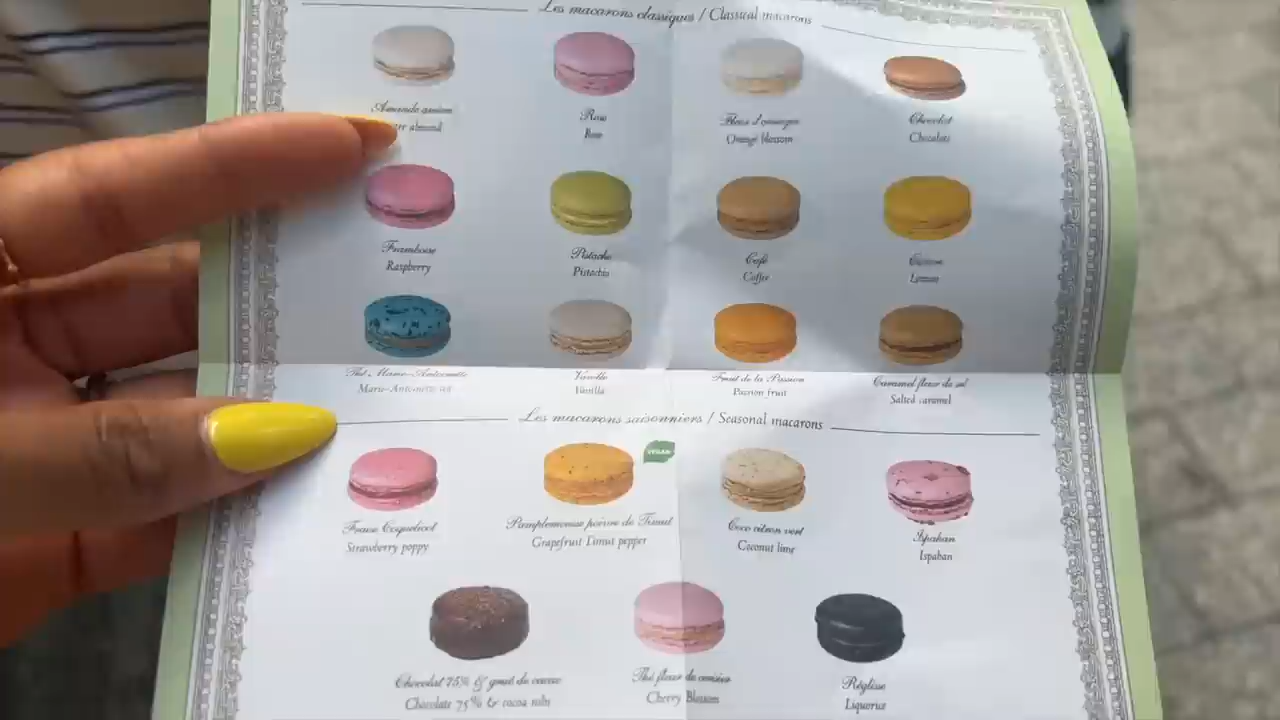 Les macarons classiques / Classical macarons
Amande
almond
Rose
Rose
Fleur d'oranger
Orange blossom
Chocolat
Chocolate
Framboise
Raspberry
Pistache
Pistachio
Café
Coffee
Citron
Lemon
Thé Marie-Antoinette
Marie-Antoinette tea
Vanille
Vanilla
Fruit de la Passion
Passion fruit
Caramel fleur de sel
Salted caramel
Les macarons saisonniers / Seasonal macarons
Fraise Coquelicot
Strawberry poppy
VEGAN
Pamplemousse poivre de Timut
Grapefruit Timut pepper
Coco citron vert
Coconut lime
Ispahan
Ispahan
Chocolat 75% & grué de cacao
Chocolate 75% & cocoa nibs
Thé fleur de cerisier
Cherry Blossom
Réglisse
Liquorice